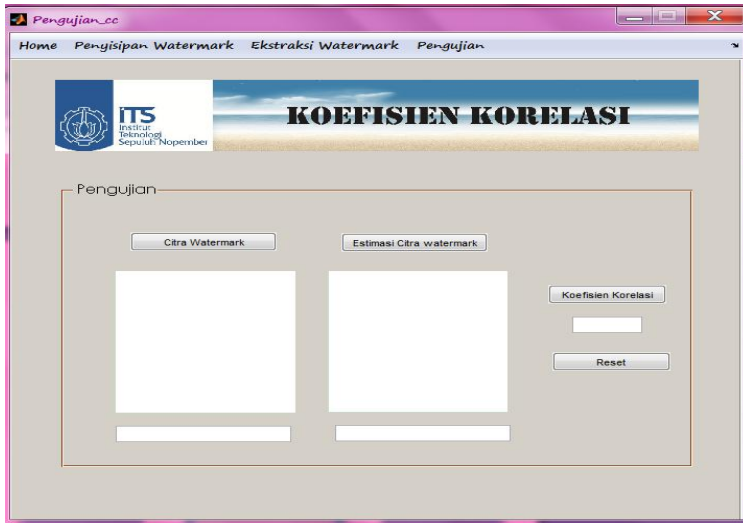 Pengujian_cc
Home Penyisipan Watermark Ekstraksi Watermark Pengujian
iTS
Institut
Teknologi
Sepuluh Nopember
KOEFISIEN KORELASI
Pengujian
Citra Watermark
Estimasi Citra watermark
Koefisien Korelasi
Reset